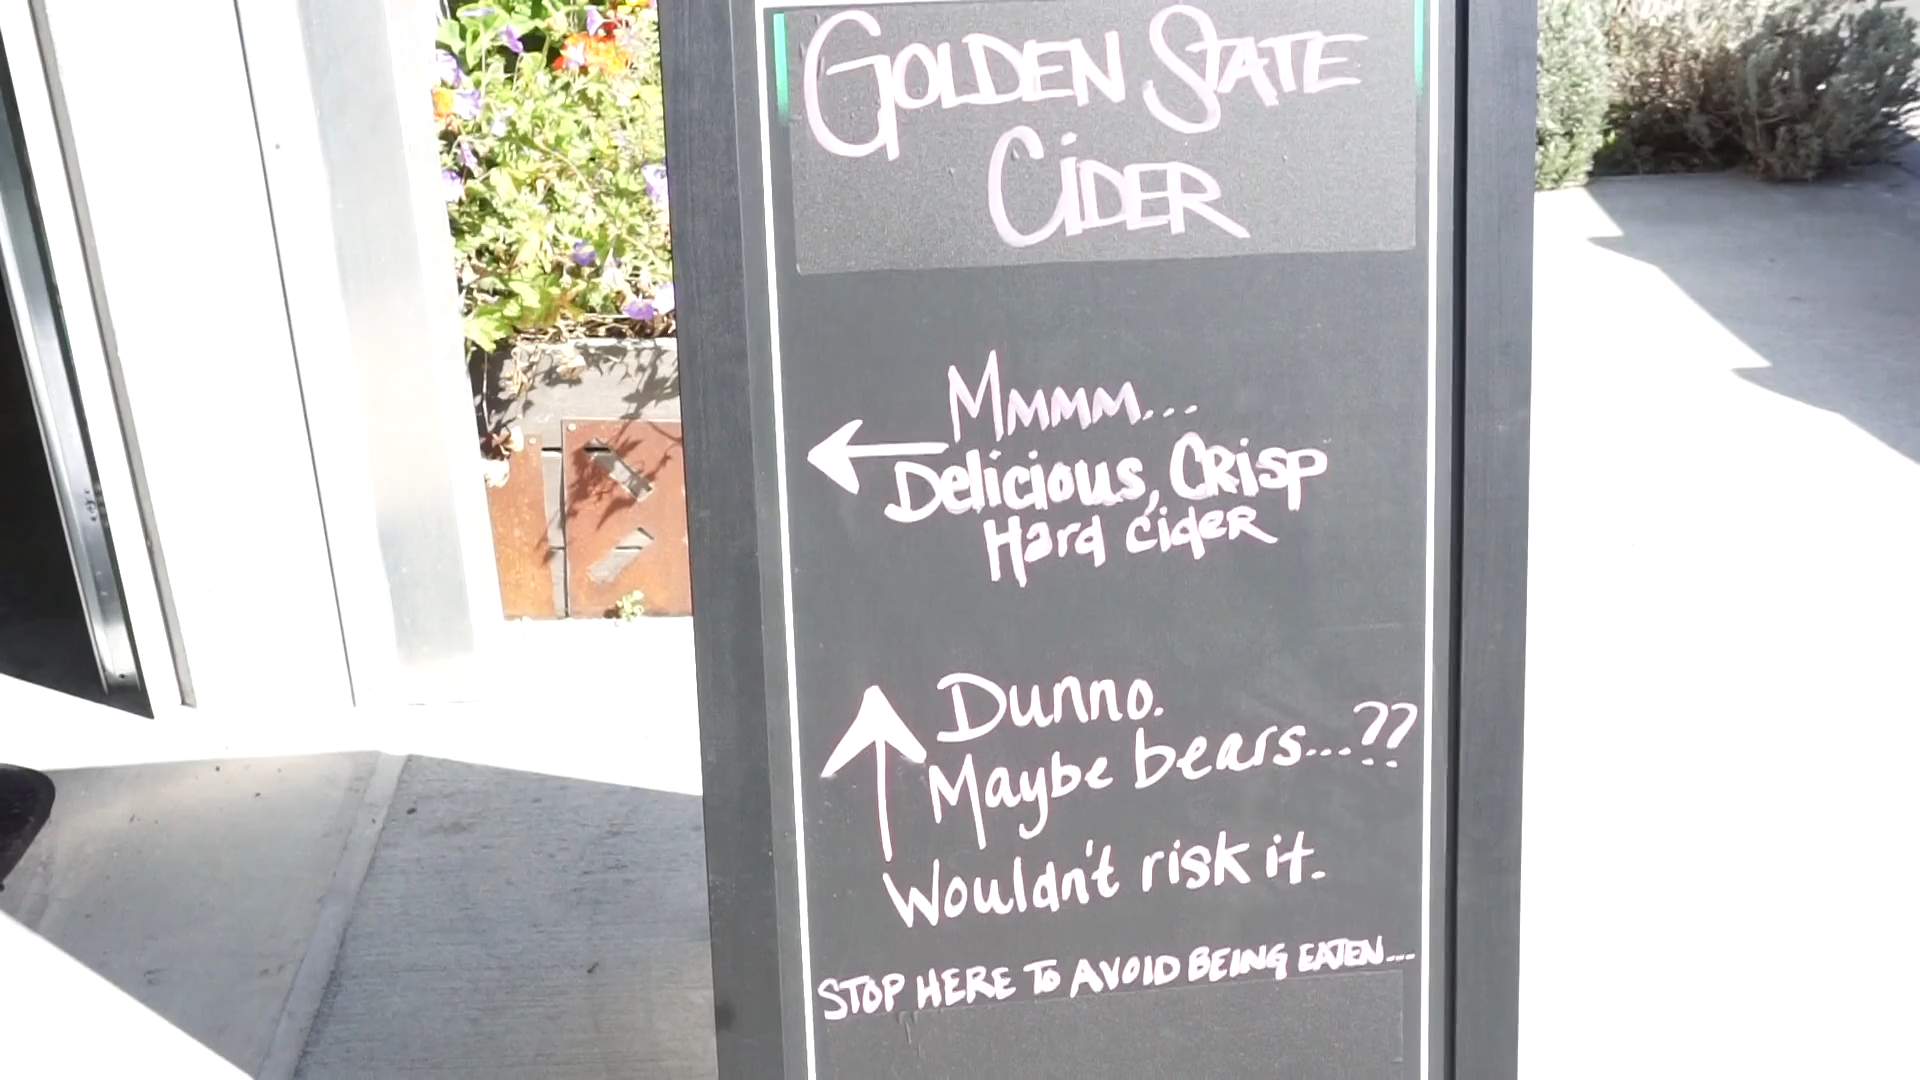 GOLDEN STATE
CIDER
MMMM...
Delicious, CRisp
Hard cideR
Dunno.
Maybe bears...??
Wouldn't risk it.
STOP HERE TO AVOID BEING EATEN...